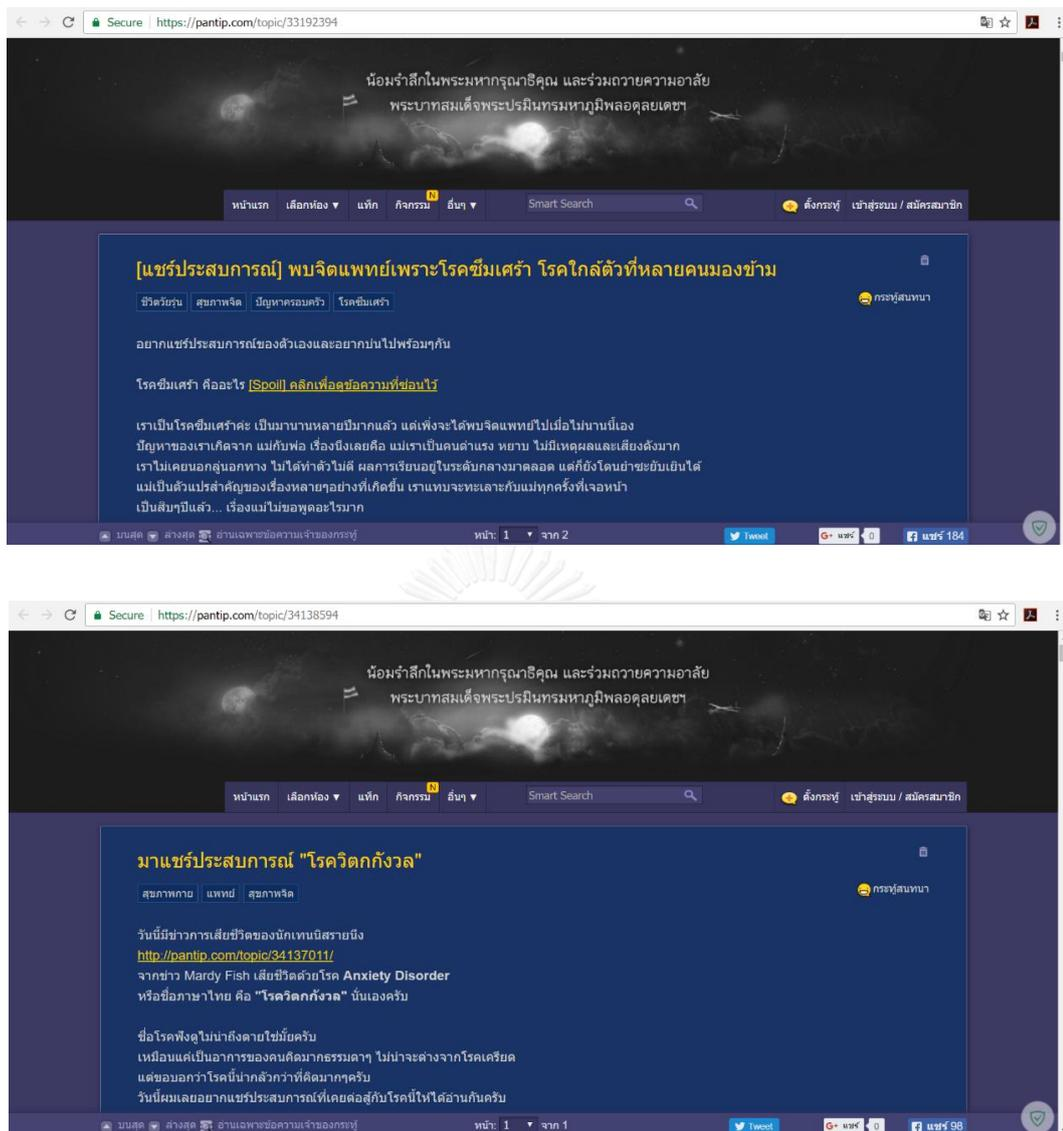 Secure | https://pantip.com/topic/33192394
น้อมรำลึกในพระมหากรุณาธิคุณ และร่วมถวายความอาลัย
พระบาทสมเด็จพระปรมินทรมหาภูมิพลอดุลยเดชฯ
หน้าแรก เลือกห้อง ▼ แท็ก กิจกรรม N อื่นๆ ▼ Smart Search ตั้งกระทู้ เข้าสู่ระบบ / สมัครสมาชิก
[แชร์ประสบการณ์] พบจิตแพทย์เพราะโรคซึมเศร้า โรคใกล้ตัวที่หลายคนมองข้าม
ชีวิตวัยรุ่น สุขภาพจิต ปัญหาครอบครัว โรคซึมเศร้า กระทู้สนทนา
อยากแชร์ประสบการณ์ของตัวเองและอยากบ่นไปพร้อมๆกัน
โรคซึมเศร้า คืออะไร [Spoil] คลิกเพื่อดูข้อความที่ซ่อนไว้
เราเป็นโรคซึมเศร้าค่ะ เป็นมานานหลายปีมากแล้ว แต่เพิ่งจะได้พบจิตแพทย์ไปเมื่อไม่นานนี้เอง
ปัญหาของเราเกิดจาก แม่กับพ่อ เรื่องนึงเลยคือ แม่เราเป็นคนด่าแรง หยาบ ไม่มีเหตุผลและเสียงดังมาก
เราไม่เคยนอกลู่นอกทาง ไม่ได้ทำตัวไม่ดี ผลการเรียนอยู่ในระดับกลางมาตลอด แต่ก็ยังโดนย่ำซะยับเยินได้
แม่เป็นตัวแปรสำคัญของเรื่องหลายๆอย่างที่เกิดขึ้น เราแทบจะทะเลาะกับแม่ทุกครั้งที่เจอหน้า
เป็นสิบๆปีแล้ว... เรื่องแม่ไม่ขอพูดอะไรมาก
บนสุด ล่างสุด อ่านเฉพาะข้อความเจ้าของกระทู้ หน้า: 1 ▼ จาก 2 Tweet G+ แชร์ 0 แชร์ 184
Secure | https://pantip.com/topic/34138594
น้อมรำลึกในพระมหากรุณาธิคุณ และร่วมถวายความอาลัย
พระบาทสมเด็จพระปรมินทรมหาภูมิพลอดุลยเดชฯ
หน้าแรก เลือกห้อง ▼ แท็ก กิจกรรม N อื่นๆ ▼ Smart Search ตั้งกระทู้ เข้าสู่ระบบ / สมัครสมาชิก
มาแชร์ประสบการณ์ "โรควิตกกังวล"
สุขภาพกาย แพทย์ สุขภาพจิต กระทู้สนทนา
วันนี้มีข่าวการเสียชีวิตของนักเทนนิสรายนึง
http://pantip.com/topic/34137011/
จากข่าว Mardy Fish เสียชีวิตด้วยโรค Anxiety Disorder
หรือชื่อภาษาไทย คือ "โรควิตกกังวล" นั่นเองครับ
ชื่อโรคฟังดูไม่น่าถึงตายใช่มั้ยครับ
เหมือนแค่เป็นอาการของคนคิดมากธรรมดาๆ ไม่น่าจะต่างจากโรคเครียด
แต่ขอบอกว่าโรคนี้น่ากลัวกว่าที่คิดมากๆครับ
วันนี้ผมเลยอยากแชร์ประสบการณ์ที่เคยต่อสู้กับโรคนี้ให้ได้อ่านกันครับ
บนสุด ล่างสุด อ่านเฉพาะข้อความเจ้าของกระทู้ หน้า: 1 ▼ จาก 1 Tweet G+ แชร์ 0 แชร์ 98